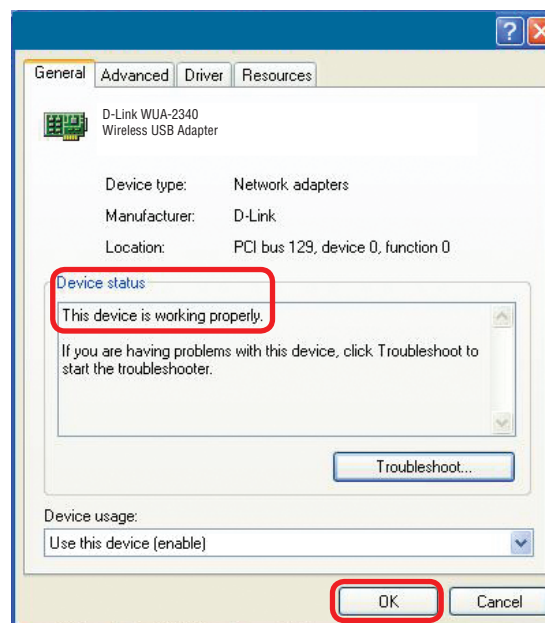 General Advanced Driver Resources
D-Link WUA-2340
Wireless USB Adapter
Device type: Network adapters
Manufacturer: D-Link
Location: PCI bus 129, device 0, function 0
Device status
This device is working properly.
If you are having problems with this device, click Troubleshoot to
start the troubleshooter.
Troubleshoot...
Device usage:
Use this device (enable)
OK Cancel